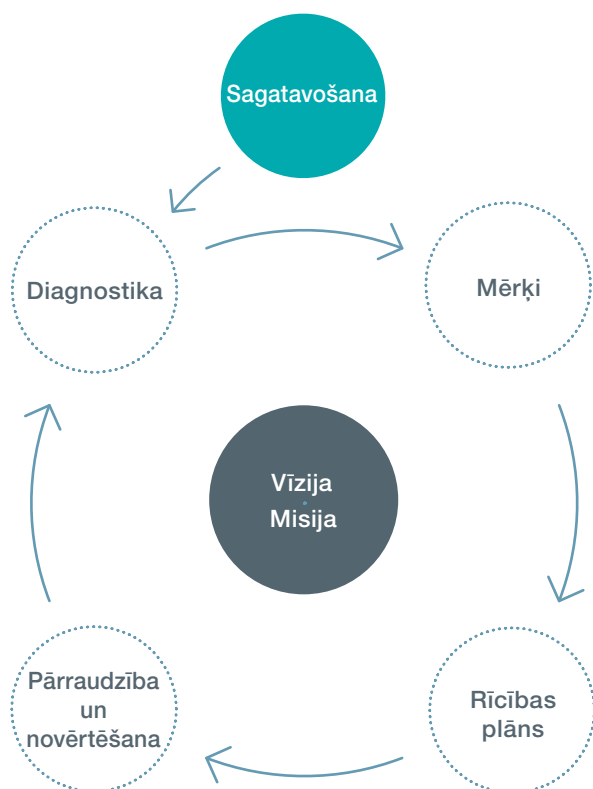 Sagatavošana
Diagnostika
Mērķi
Vīzija
Misija
Pārraudzība
un
novērtēšana
Rīcības
plāns